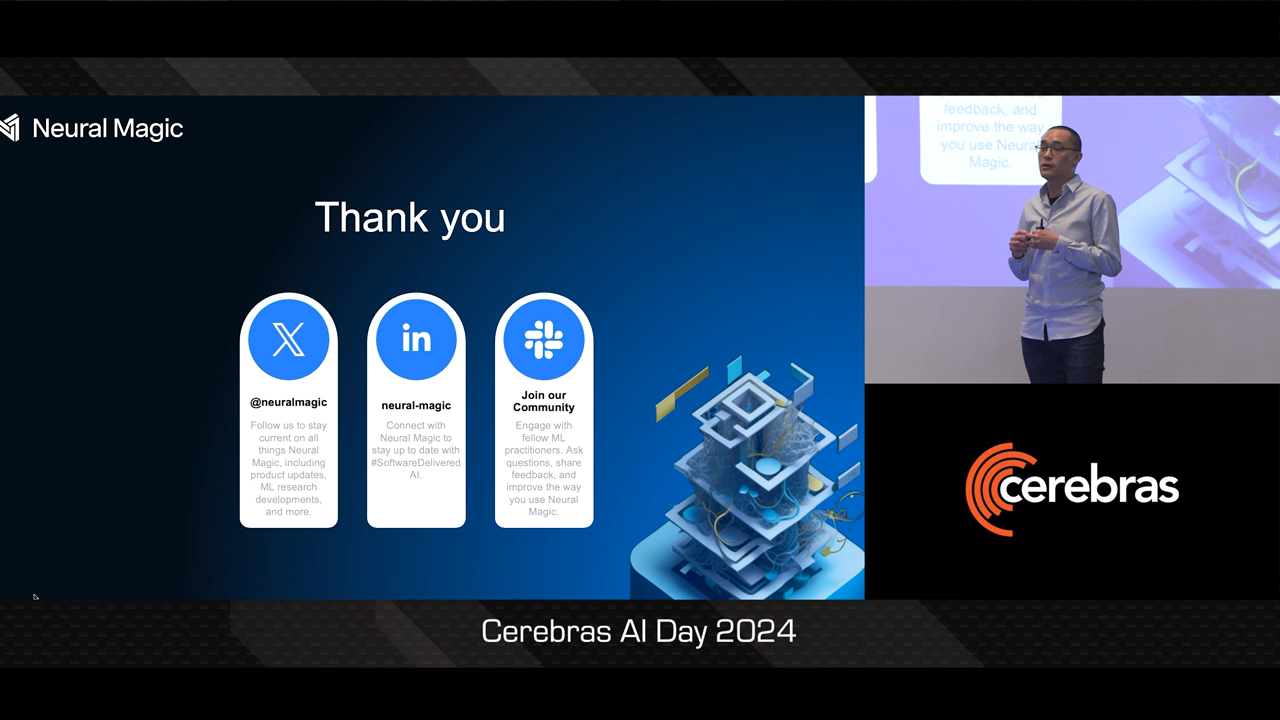 Neural Magic
Thank you
@neuralmagic
Follow us to stay
current on all
things Neural
Magic, including
product updates,
ML research
developments,
and more.
neural-magic
Connect with
Neural Magic to
stay up to date with
#SoftwareDelivered
AI.
Join our
Community
Engage with
fellow ML
practitioners. Ask
questions, share
feedback, and
improve the way
you use Neural
Magic.
feedback, and
improve the way
you use Neural
Magic.
cerebras
Cerebras AI Day 2024